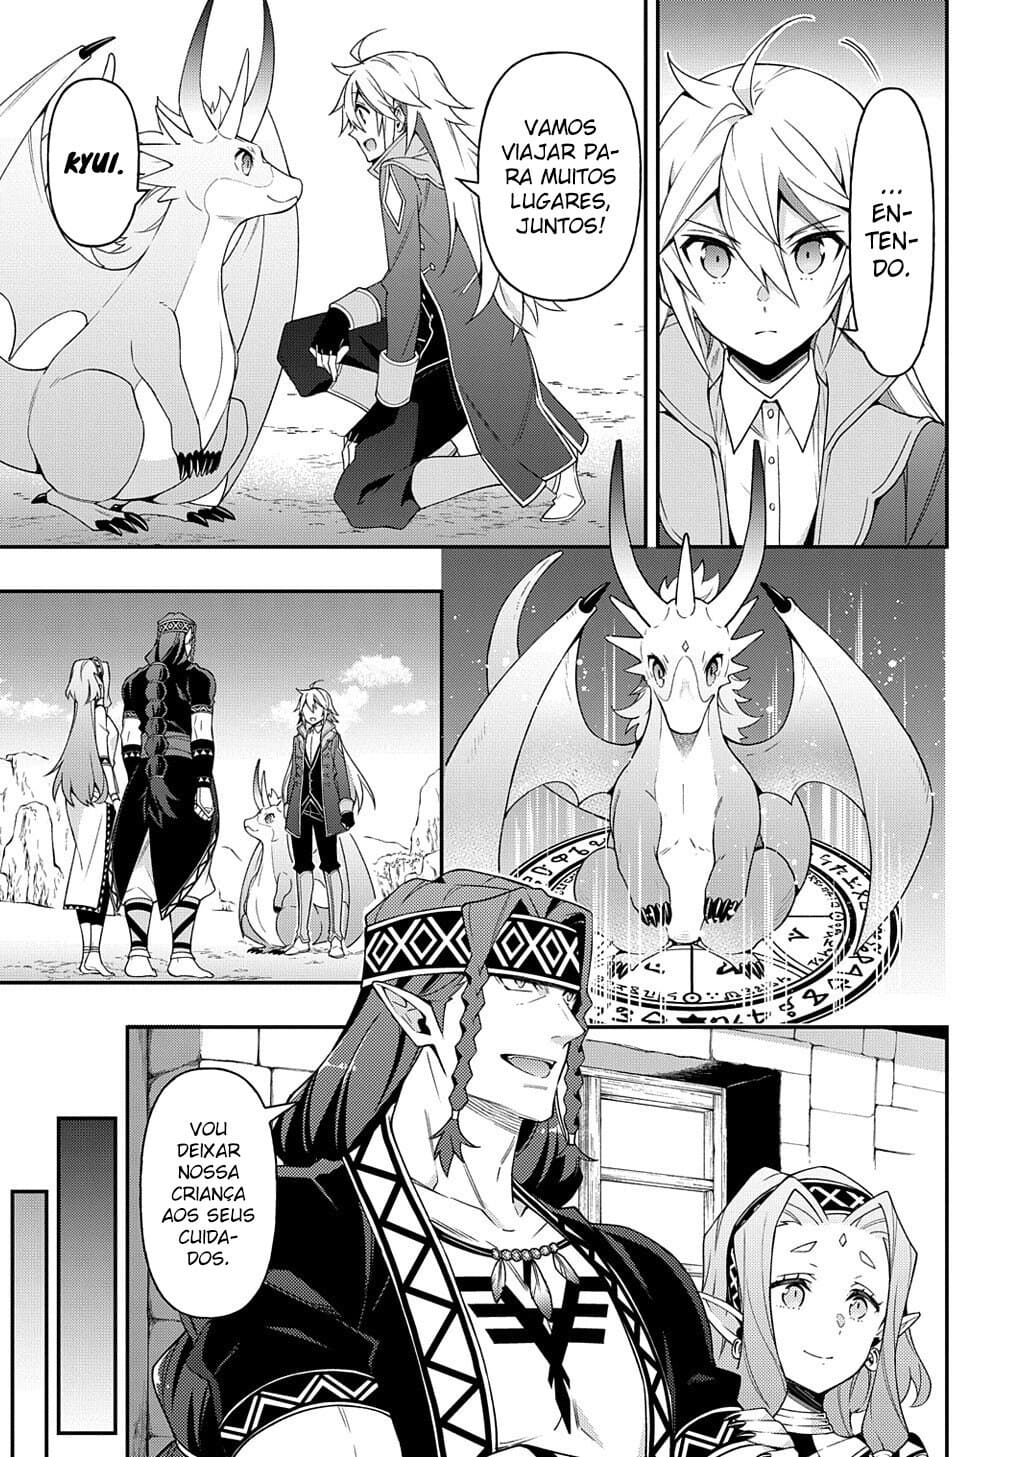 ...
EN-
TEN-
DO.
VAMOS
VIAJAR PA-
RA MUITOS
LUGARES,
JUNTOS!
KYUI.
VOU
DEIXAR
NOSSA
CRIANÇA
AOS SEUS
CUIDA-
DOS.